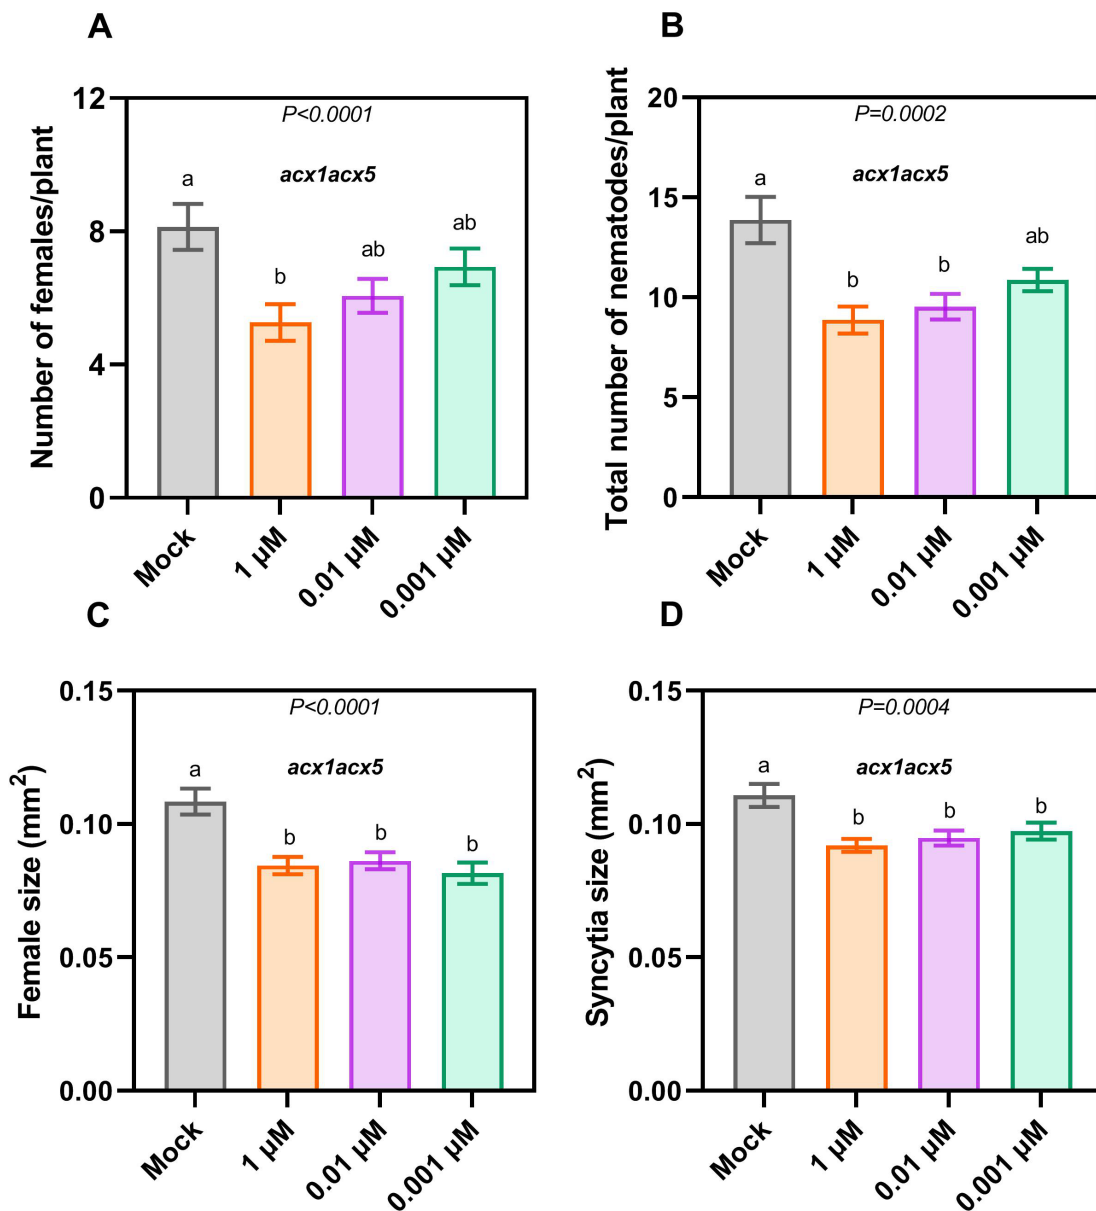 A
Number of females/plant
12
8
4
0
P<0.0001
acx1acx5
a
b
ab
ab
Mock
1 µM
0.01 µM
0.001 µM
B
Total number of nematodes/plant
20
15
10
5
0
P=0.0002
acx1acx5
a
b
b
ab
Mock
1 µM
0.01 µM
0.001 µM
C
Female size (mm²)
0.15
0.10
0.05
0.00
P<0.0001
acx1acx5
a
b
b
b
Mock
1 µM
0.01 µM
0.001 µM
D
Syncytia size (mm²)
0.15
0.10
0.05
0.00
P=0.0004
acx1acx5
a
b
b
b
Mock
1 µM
0.01 µM
0.001 µM